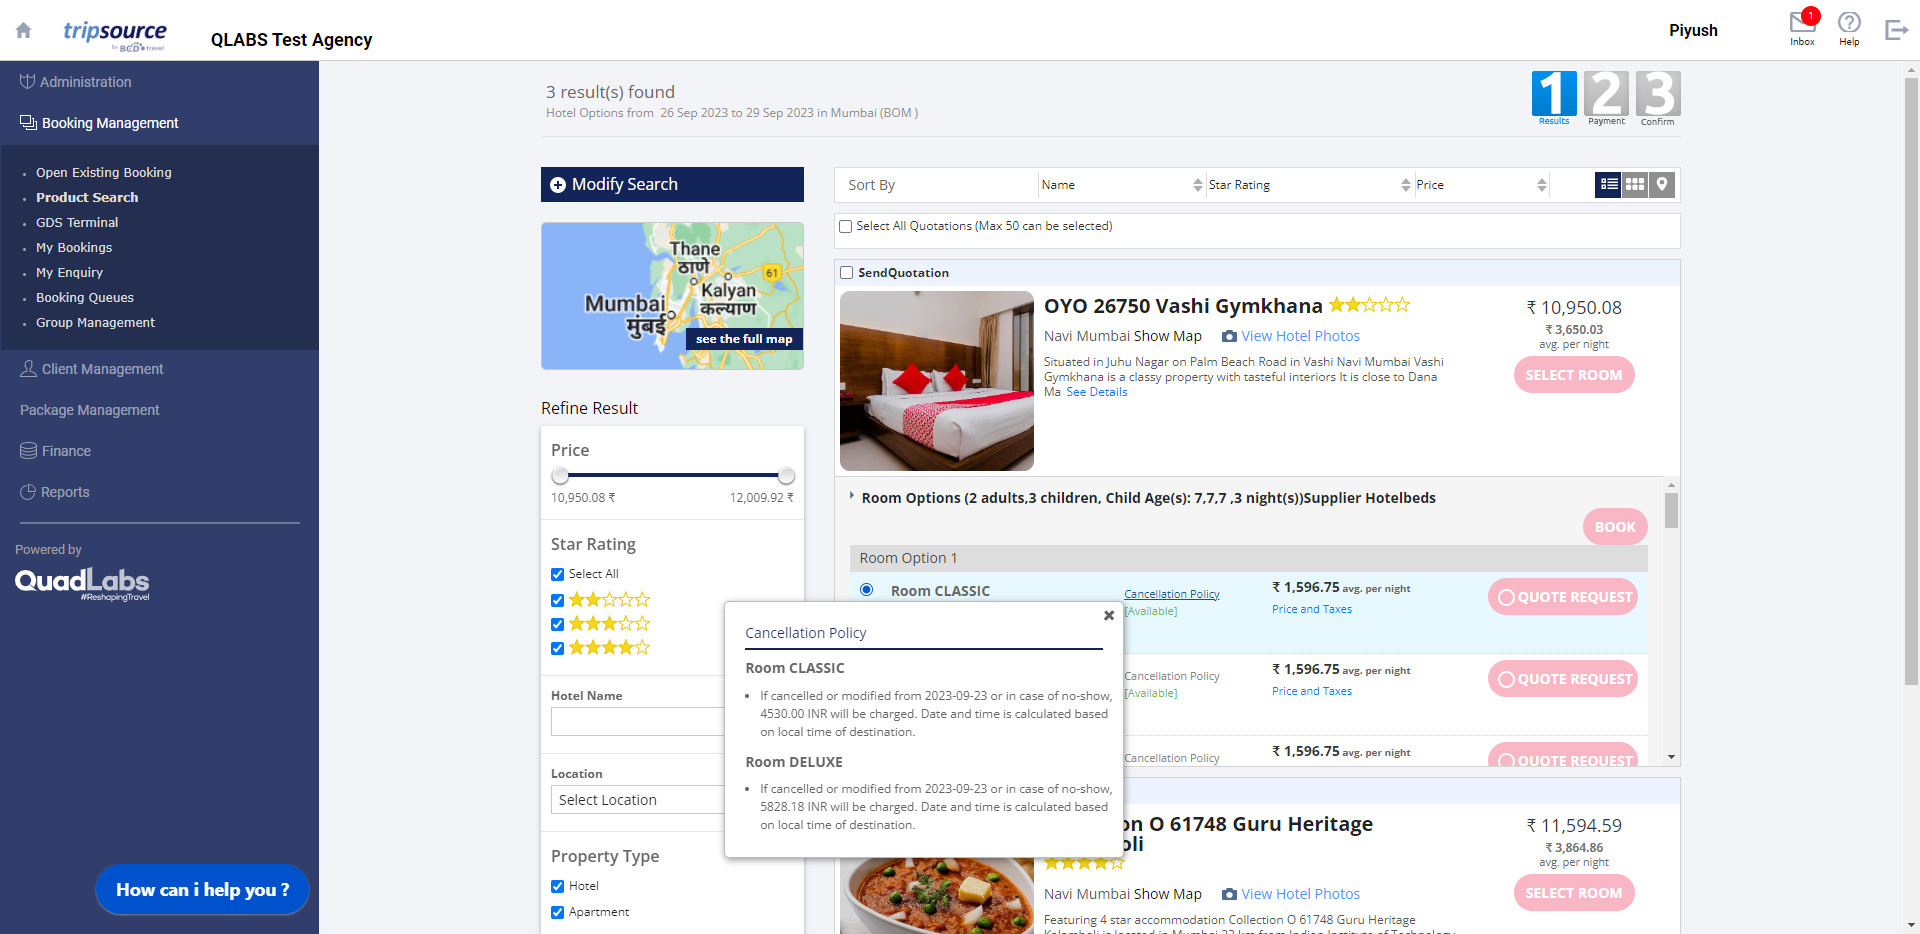 tripsource
by BCD travel
QLABS Test Agency
Piyush
1
Inbox
Help
Administration
Booking Management
Open Existing Booking
Product Search
GDS Terminal
My Bookings
My Enquiry
Booking Queues
Group Management
Client Management
Package Management
Finance
Reports
Powered by
QuadLabs
#ReshapingTravel
How can i help you ?
3 result(s) found
Hotel Options from 26 Sep 2023 to 29 Sep 2023 in Mumbai (BOM )
1 Results
2 Payment
3 Confirm
Modify Search
Thane
ठाणे
61
Kalyan
कल्याण
Mumbai
मुंबई
see the full map
Refine Result
Price
10,950.08 ₹ 12,009.92 ₹
Star Rating
Select All
Hotel Name
Location
Select Location
Property Type
Hotel
Apartment
Sort By Name Star Rating Price
Select All Quotations (Max 50 can be selected)
SendQuotation
OYO 26750 Vashi Gymkhana
Navi Mumbai Show Map View Hotel Photos
Situated in Juhu Nagar on Palm Beach Road in Vashi Navi Mumbai Vashi
Gymkhana is a classy property with tasteful interiors It is close to Dana
Ma See Details
₹ 10,950.08
₹ 3,650.03
avg. per night
SELECT ROOM
Room Options (2 adults,3 children, Child Age(s): 7,7,7 ,3 night(s))Supplier Hotelbeds
BOOK
Room Option 1
Room CLASSIC
Cancellation Policy
[Available]
₹ 1,596.75 avg. per night
Price and Taxes
QUOTE REQUEST
Cancellation Policy
[Available]
₹ 1,596.75 avg. per night
Price and Taxes
QUOTE REQUEST
Cancellation Policy
₹ 1,596.75 avg. per night
QUOTE REQUEST
Cancellation Policy
Room CLASSIC
If cancelled or modified from 2023-09-23 or in case of no-show,
4530.00 INR will be charged. Date and time is calculated based
on local time of destination.
Room DELUXE
If cancelled or modified from 2023-09-23 or in case of no-show,
5828.18 INR will be charged. Date and time is calculated based
on local time of destination.
on O 61748 Guru Heritage
oli
Navi Mumbai Show Map View Hotel Photos
Featuring 4 star accommodation Collection O 61748 Guru Heritage
Kalamboli is located in Mumbai 22 km from Indian Institute of Technology
₹ 11,594.59
₹ 3,864.86
avg. per night
SELECT ROOM